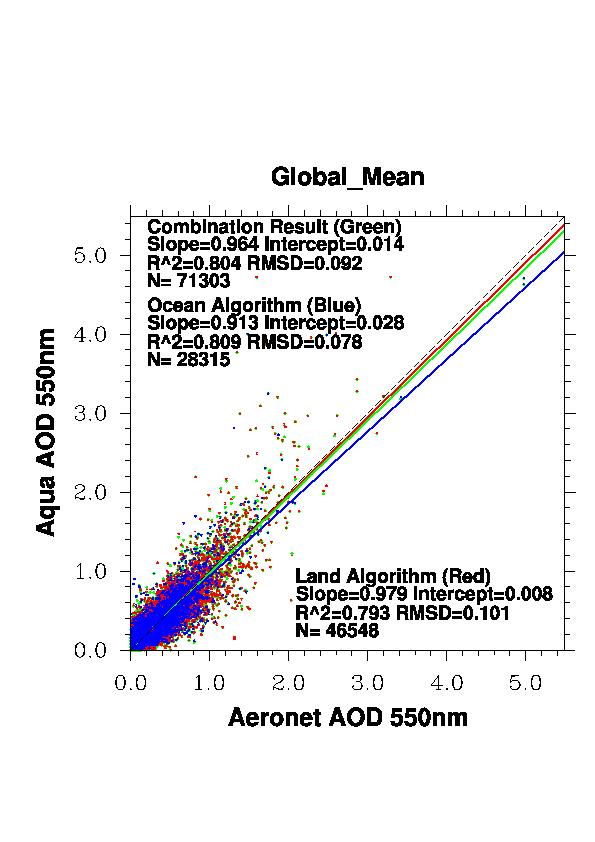 Global_Mean
Combination Result (Green)
Slope=0.964 Intercept=0.014
R^2=0.804 RMSD=0.092
N= 71303
Ocean Algorithm (Blue)
Slope=0.913 Intercept=0.028
R^2=0.809 RMSD=0.078
N= 28315
Land Algorithm (Red)
Slope=0.979 Intercept=0.008
R^2=0.793 RMSD=0.101
N= 46548
5.0
4.0
3.0
2.0
1.0
0.0
Aqua AOD 550nm
0.0 1.0 2.0 3.0 4.0 5.0
Aeronet AOD 550nm